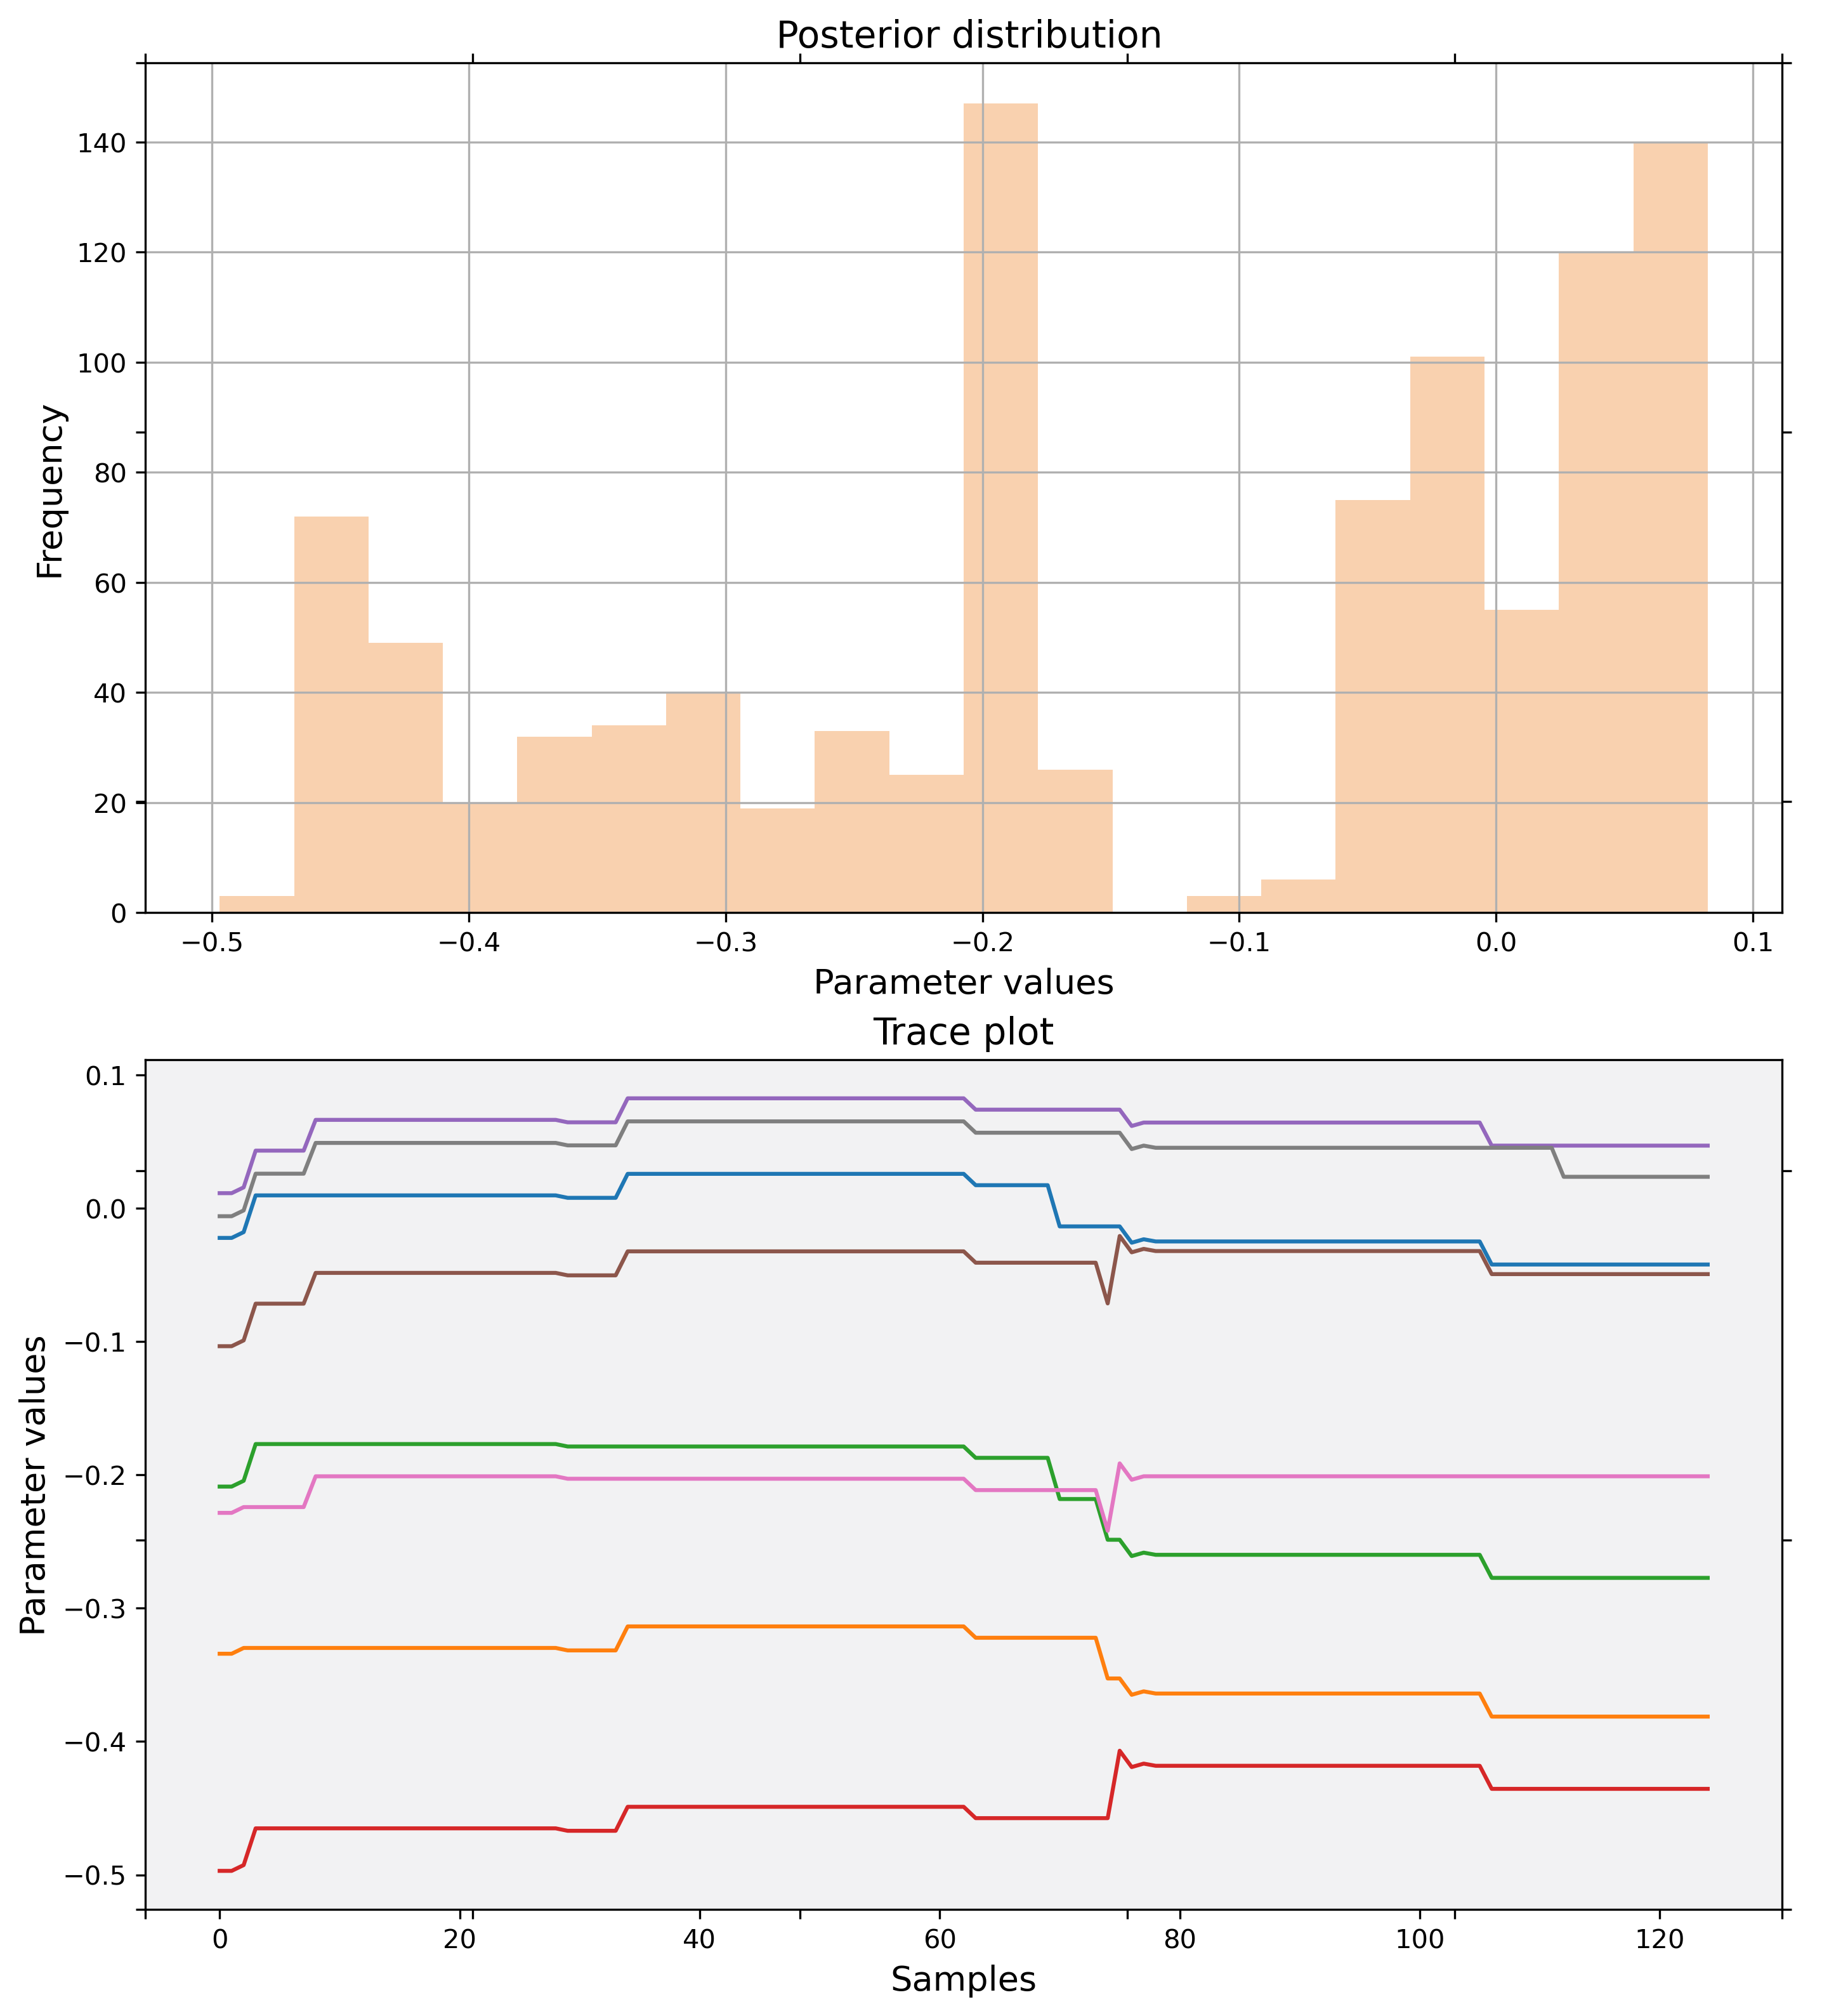 Posterior distribution
Frequency
140
120
100
80
60
40
20
0
−0.5 −0.4 −0.3 −0.2 −0.1 0.0 0.1
Parameter values
Trace plot
Parameter values
0.1
0.0
−0.1
−0.2
−0.3
−0.4
−0.5
0 20 40 60 80 100 120
Samples